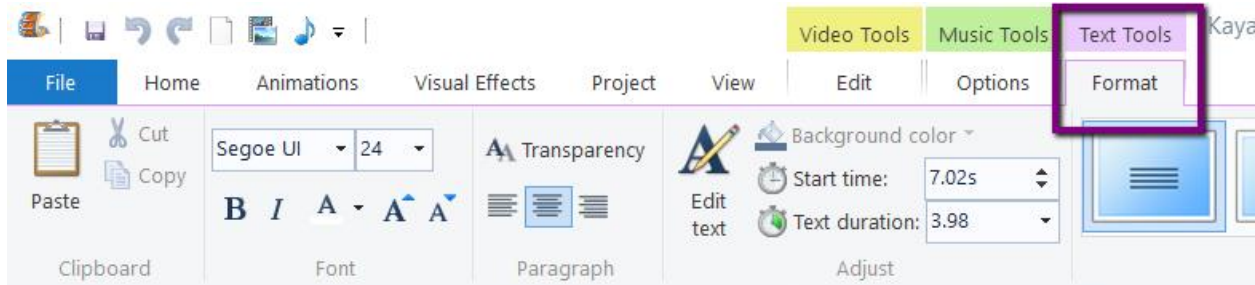 Video Tools Music Tools Text Tools Kaya
File Home Animations Visual Effects Project View Edit Options Format
Paste
Cut
Copy
Clipboard
Segoe UI 24
B I A A A
Font
A A Transparency
Paragraph
A
Edit
text
Background color
Start time: 7.02s
Text duration: 3.98
Adjust